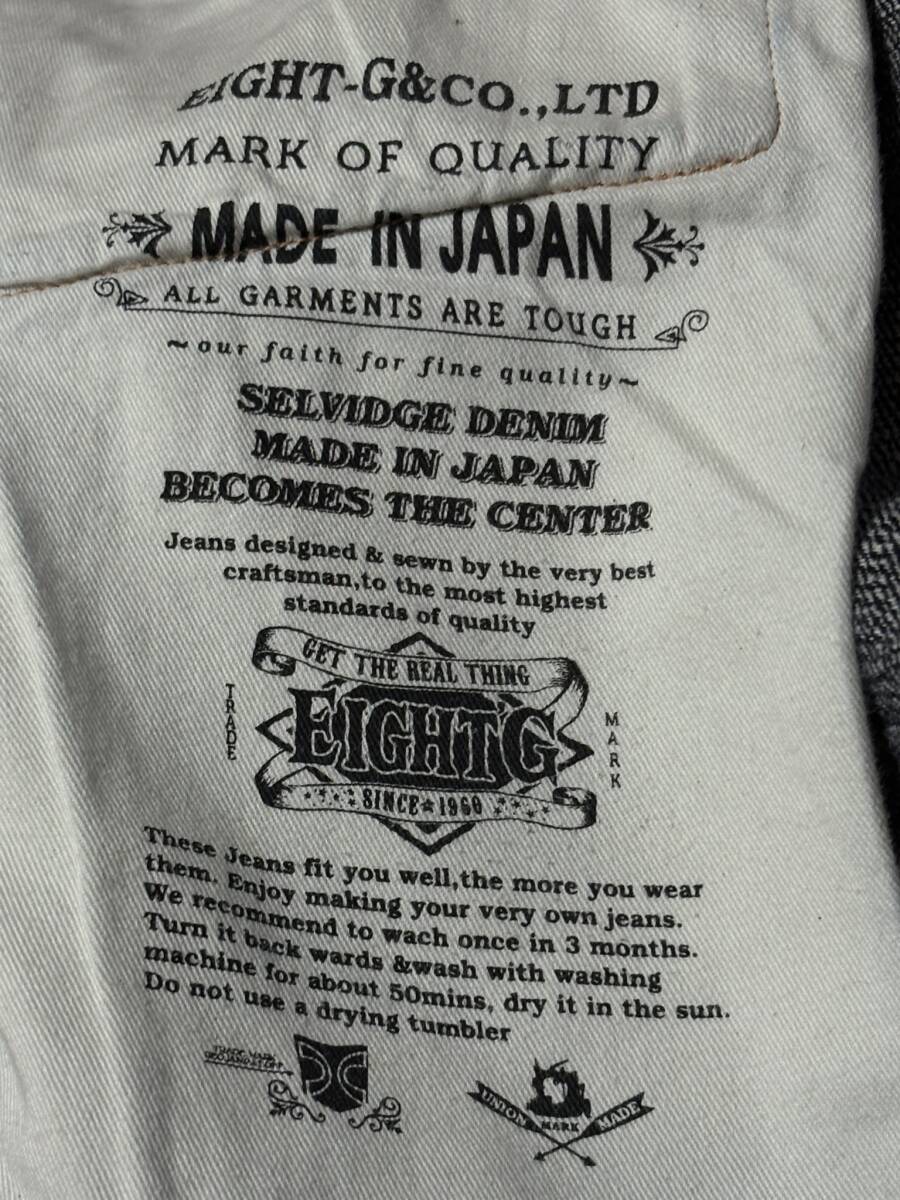 EIGHT-G&CO.,LTD
MARK OF QUALITY
MADE IN JAPAN
ALL GARMENTS ARE TOUGH
~our faith for fine quality~
SELVIDGE DENIM
MADE IN JAPAN
BECOMES THE CENTER
Jeans designed & sewn by the very best
craftsman,to the most highest
standards of quality
GET THE REAL THING
TRADE
EIGHT'G
MARK
SINCE★1960
These Jeans fit you well,the more you wear
them. Enjoy making your very own jeans.
We recommend to wach once in 3 months.
Turn it back wards &wash with washing
machine for about 50mins, dry it in the sun.
Do not use a drying tumbler
TRADE MARK
UNION MARK MADE